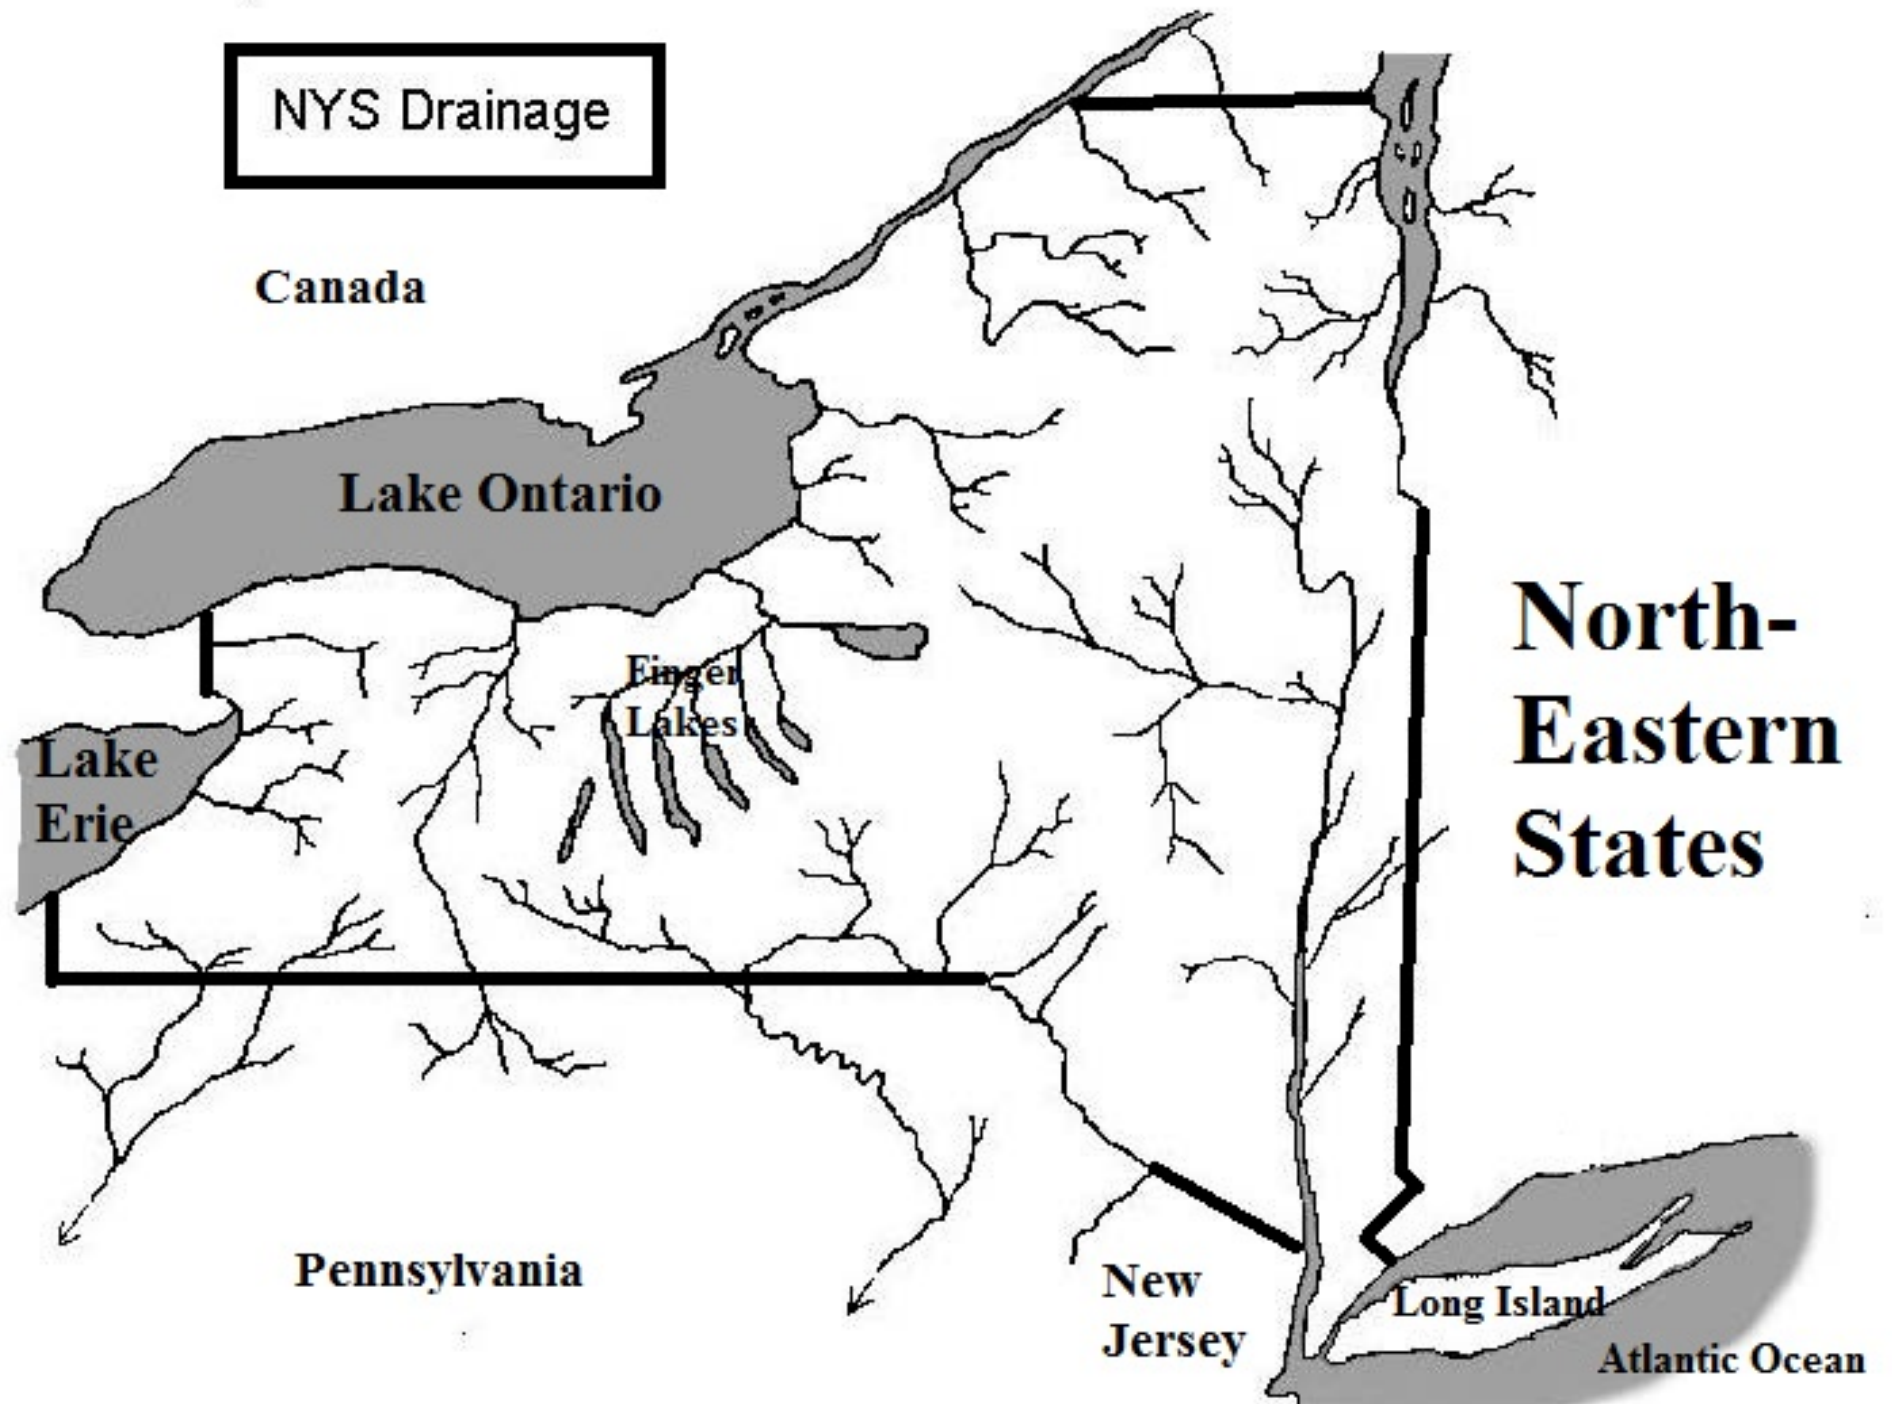 NYS Drainage
Canada
Lake Ontario
Finger
Lakes
Lake
Erie
North-
Eastern
States
Pennsylvania
New
Jersey
Long Island
Atlantic Ocean